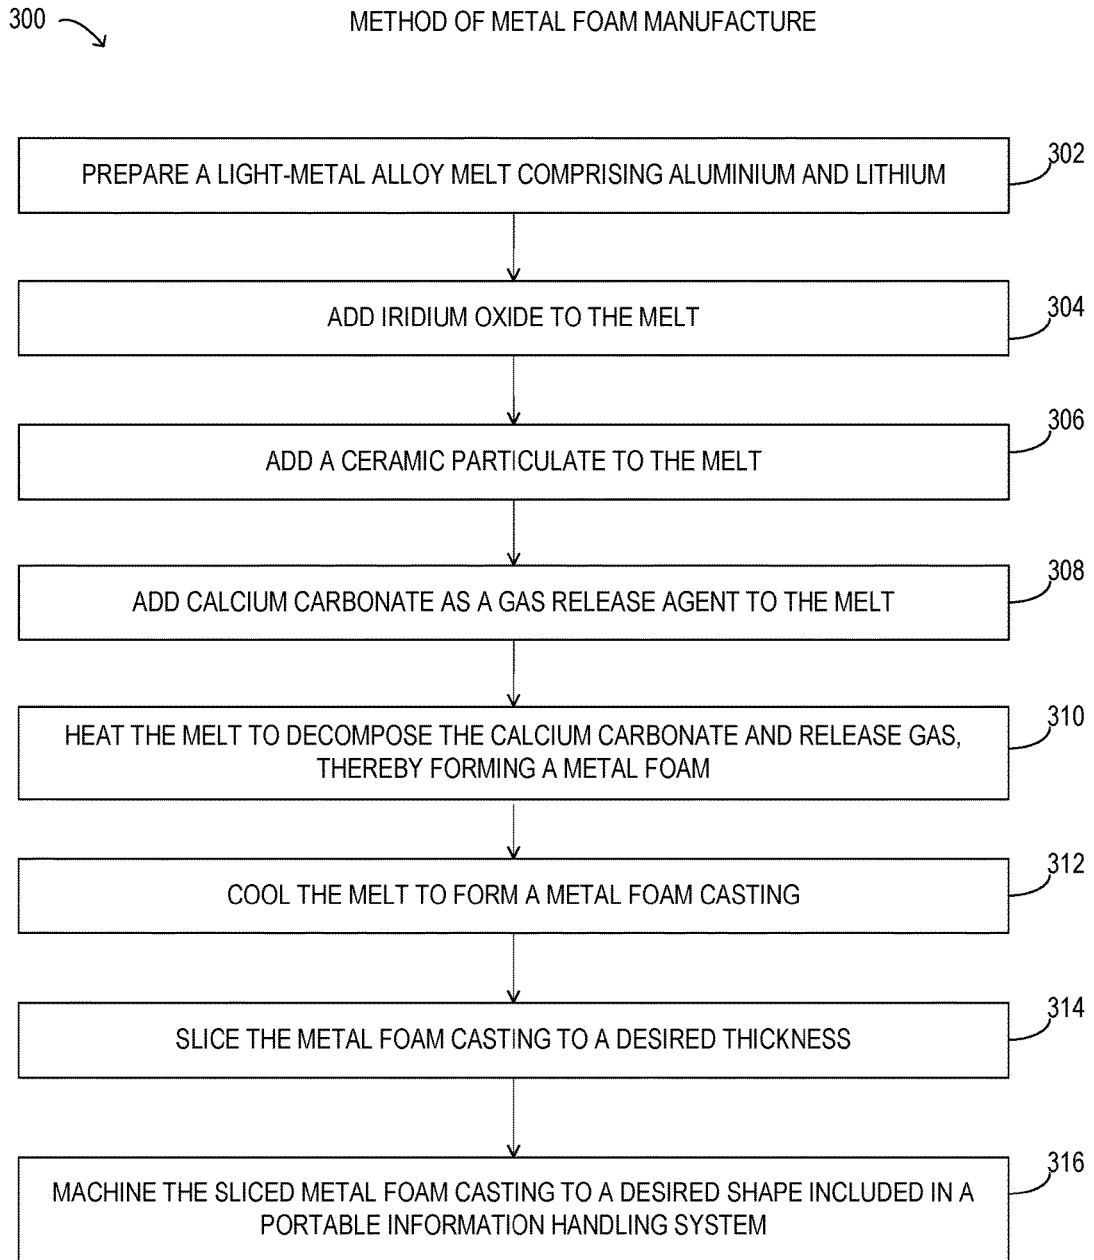 300
METHOD OF METAL FOAM MANUFACTURE
302
PREPARE A LIGHT-METAL ALLOY MELT COMPRISING ALUMINIUM AND LITHIUM
304
ADD IRIDIUM OXIDE TO THE MELT
306
ADD A CERAMIC PARTICULATE TO THE MELT
308
ADD CALCIUM CARBONATE AS A GAS RELEASE AGENT TO THE MELT
310
HEAT THE MELT TO DECOMPOSE THE CALCIUM CARBONATE AND RELEASE GAS,
THEREBY FORMING A METAL FOAM
312
COOL THE MELT TO FORM A METAL FOAM CASTING
314
SLICE THE METAL FOAM CASTING TO A DESIRED THICKNESS
316
MACHINE THE SLICED METAL FOAM CASTING TO A DESIRED SHAPE INCLUDED IN A
PORTABLE INFORMATION HANDLING SYSTEM